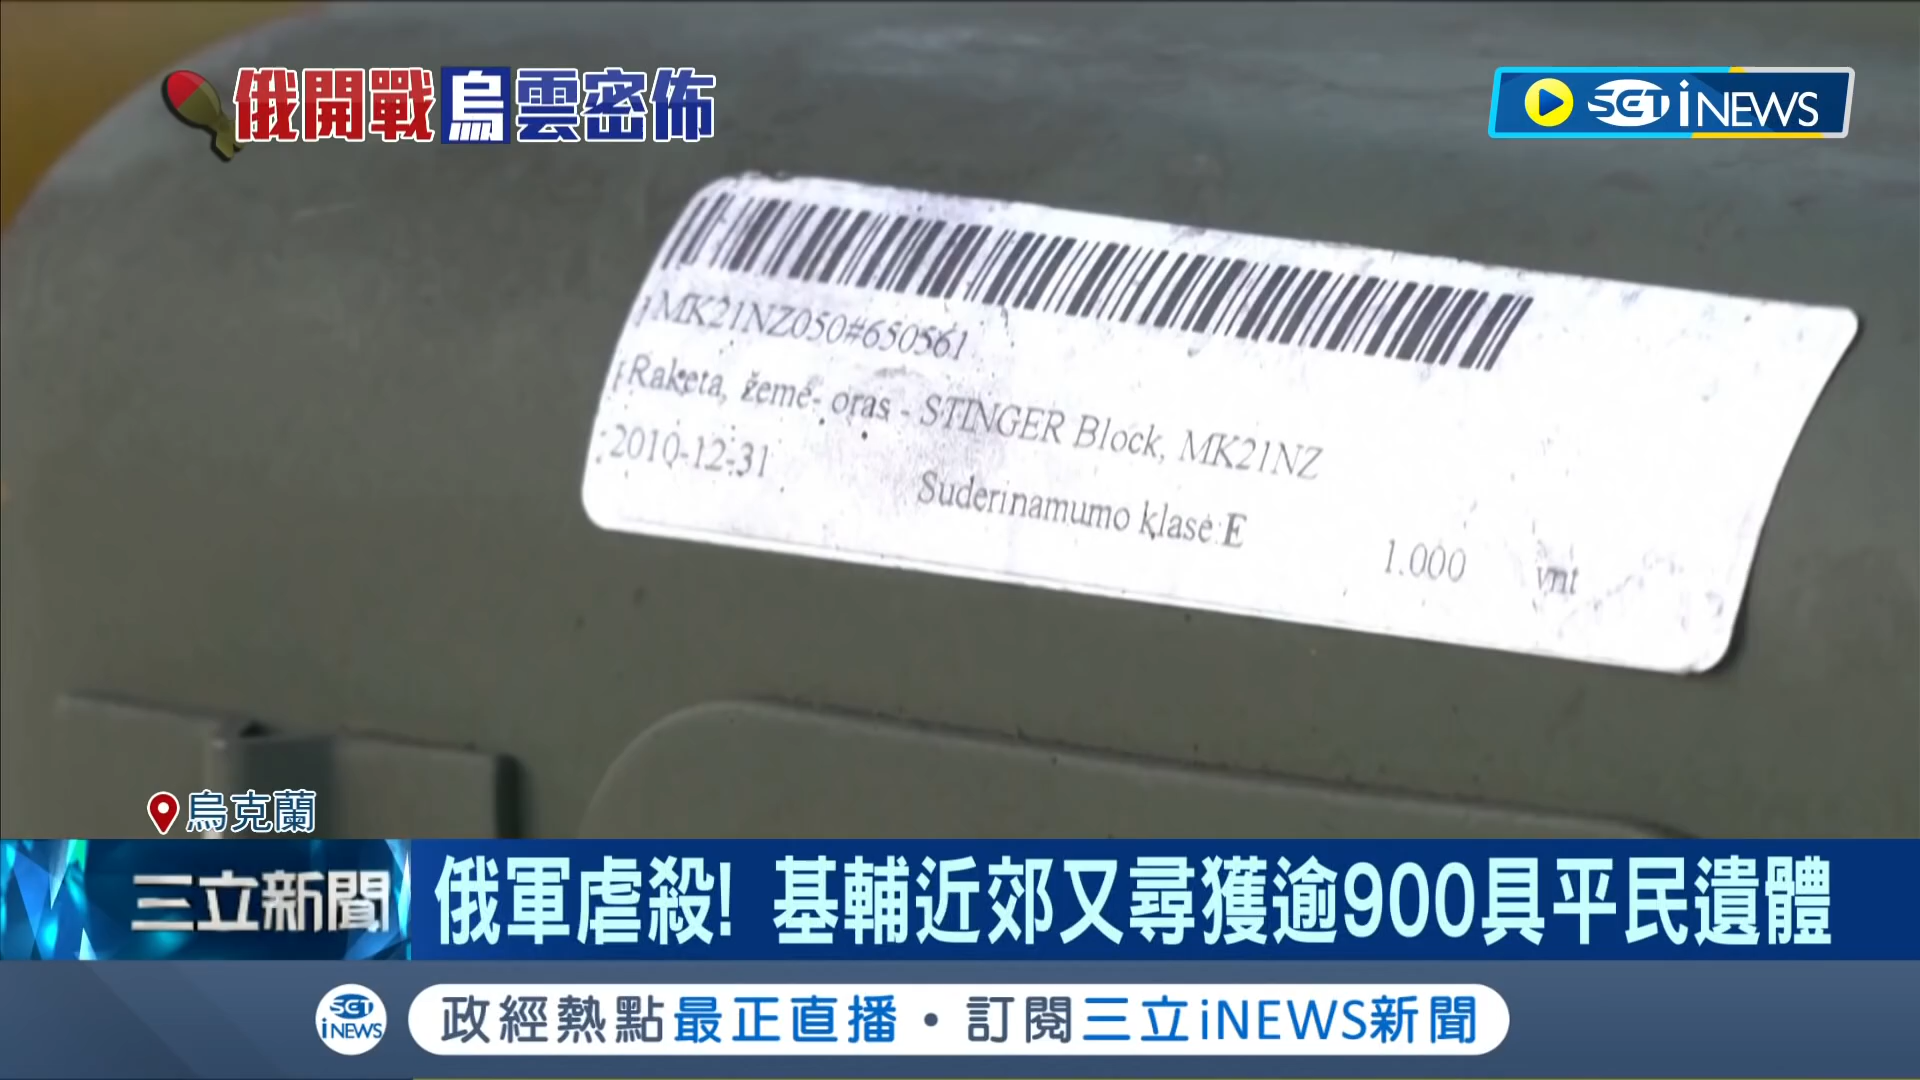 俄開戰烏雲密佈
SET iNEWS
MK21NZ050#650561
Raketa, žemė- oras - STINGER Block, MK21NZ
2010-12-31
Suderinamumo klasė: E
1.000 vnt
烏克蘭
三立新聞
俄軍虐殺! 基輔近郊又尋獲逾900具平民遺體
SET iNEWS
政經熱點最正直播・訂閱三立iNEWS新聞